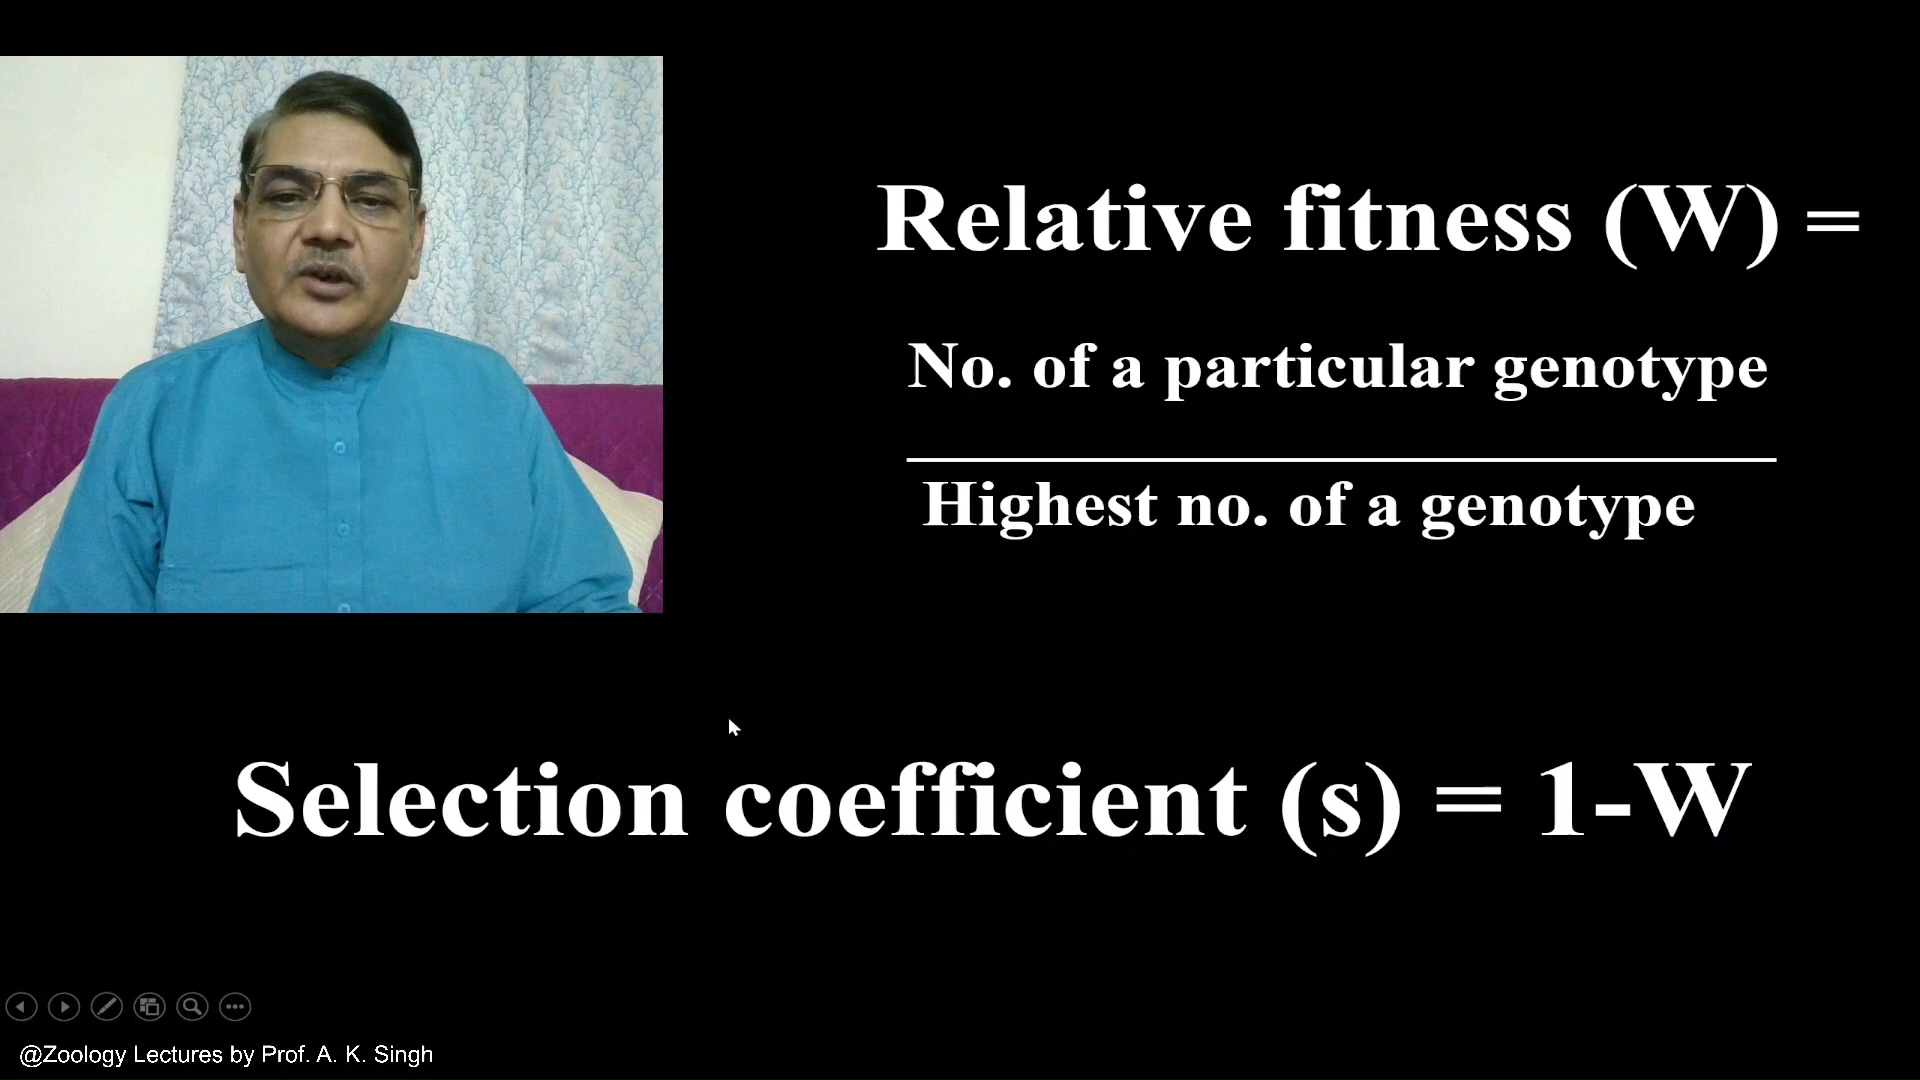 Relative fitness (W) =
No. of a particular genotype
Highest no. of a genotype
Selection coefficient (s) = 1-W
@Zoology Lectures by Prof. A. K. Singh